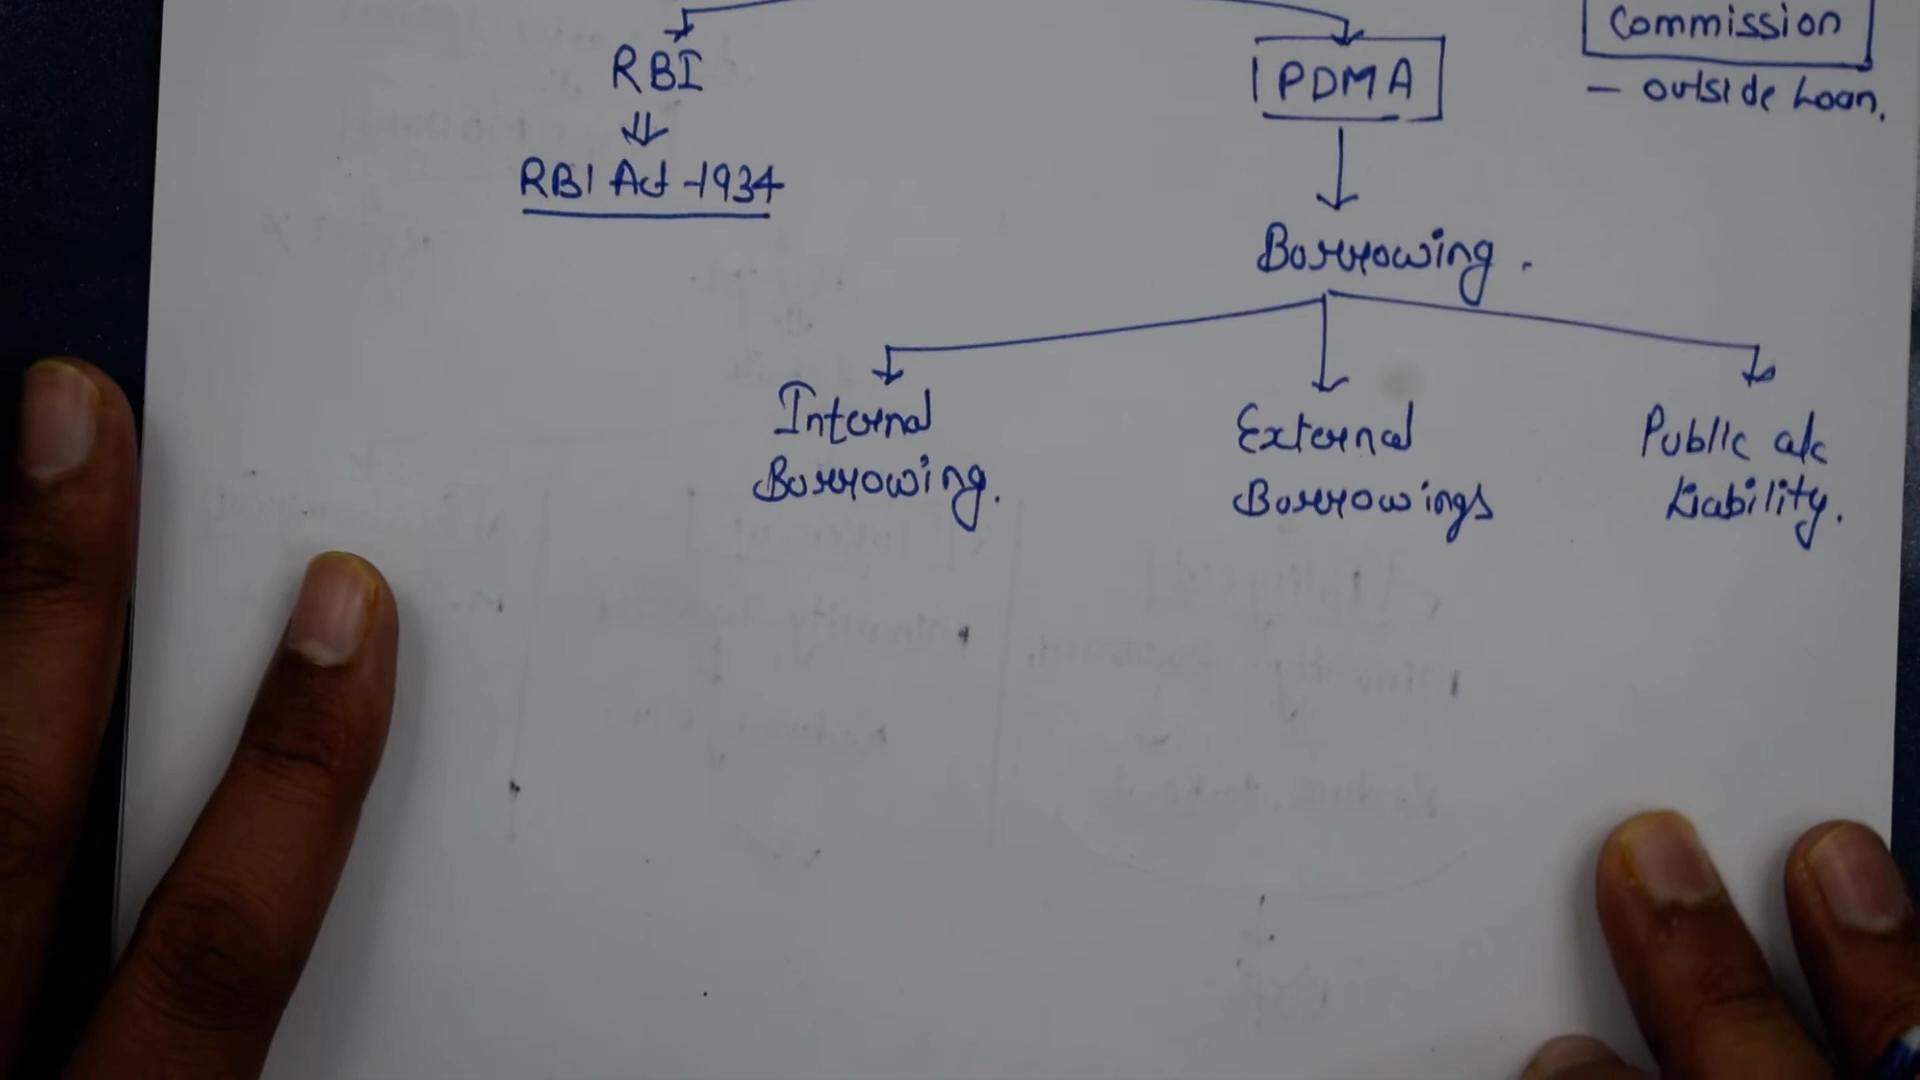 Commission
- outside Loan.
RBI
PDMA
RBI Act -1934
Borrowing.
Internal
Borrowing.
External
Borrowings
Public a/c
Liability.